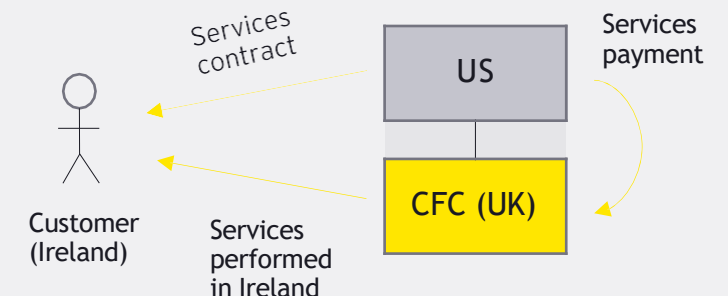 Services
contract
US
Services
payment
CFC (UK)
Customer
(Ireland)
Services
performed
in Ireland